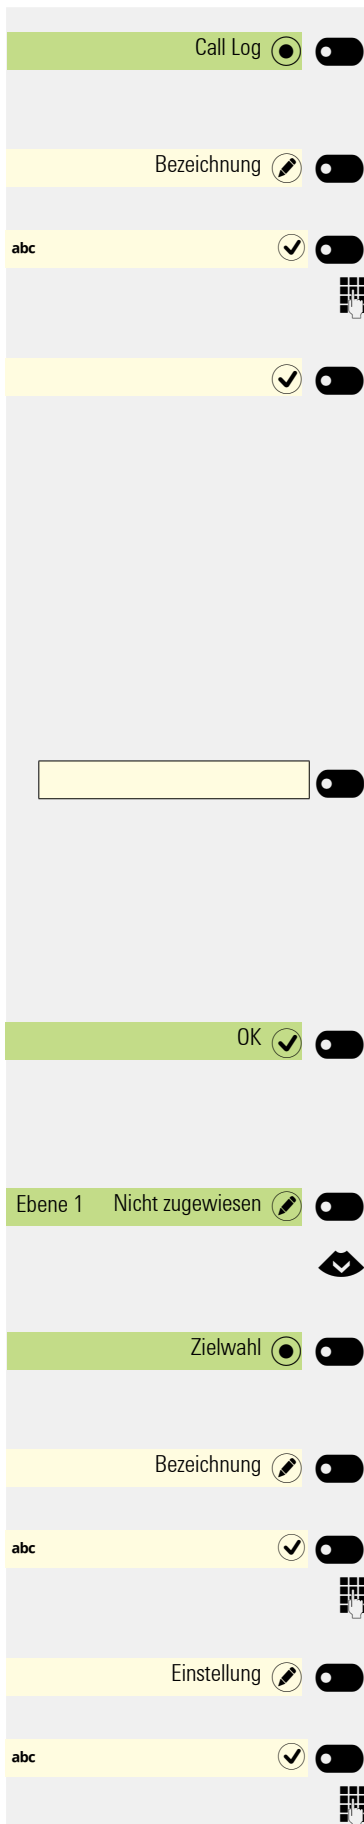 Call Log
Bezeichnung
abc
OK
Ebene 1 Nicht zugewiesen
Zielwahl
Bezeichnung
abc
Einstellung
abc